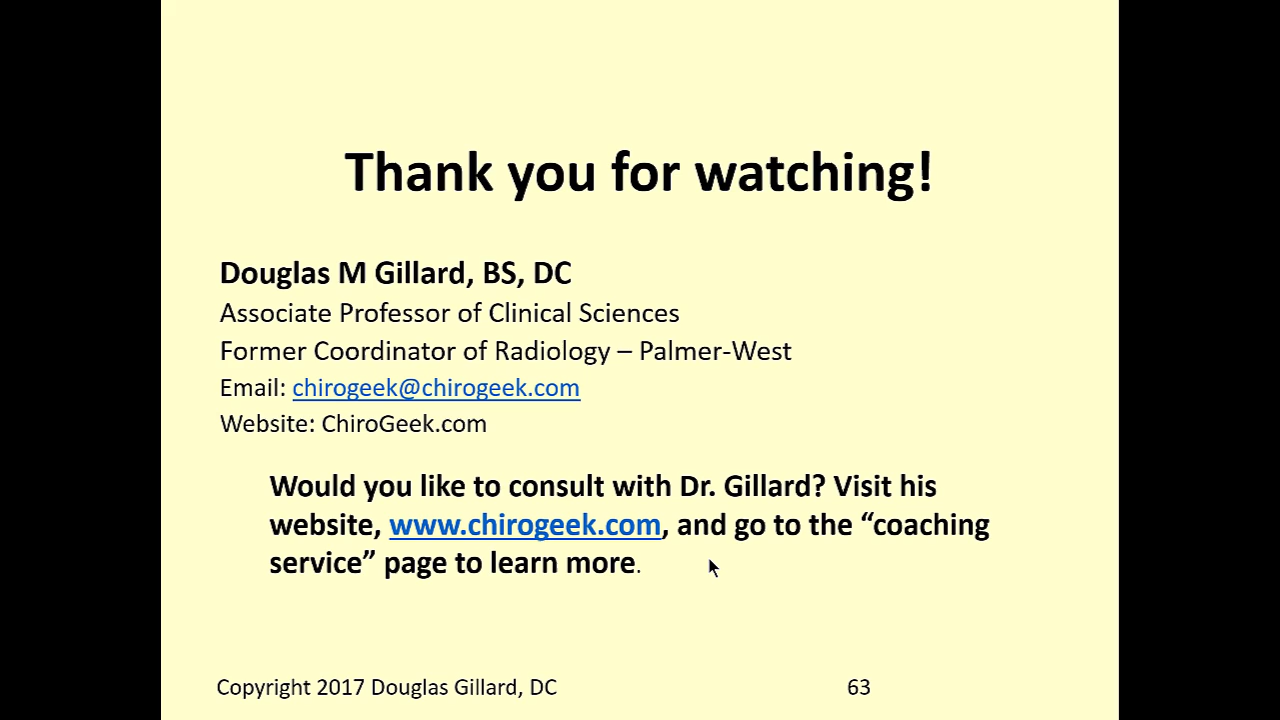 Thank you for watching!
Douglas M Gillard, BS, DC
Associate Professor of Clinical Sciences
Former Coordinator of Radiology – Palmer-West
Email: chirogeek@chirogeek.com
Website: ChiroGeek.com
Would you like to consult with Dr. Gillard? Visit his
website, www.chirogeek.com, and go to the “coaching
service” page to learn more.
Copyright 2017 Douglas Gillard, DC
63